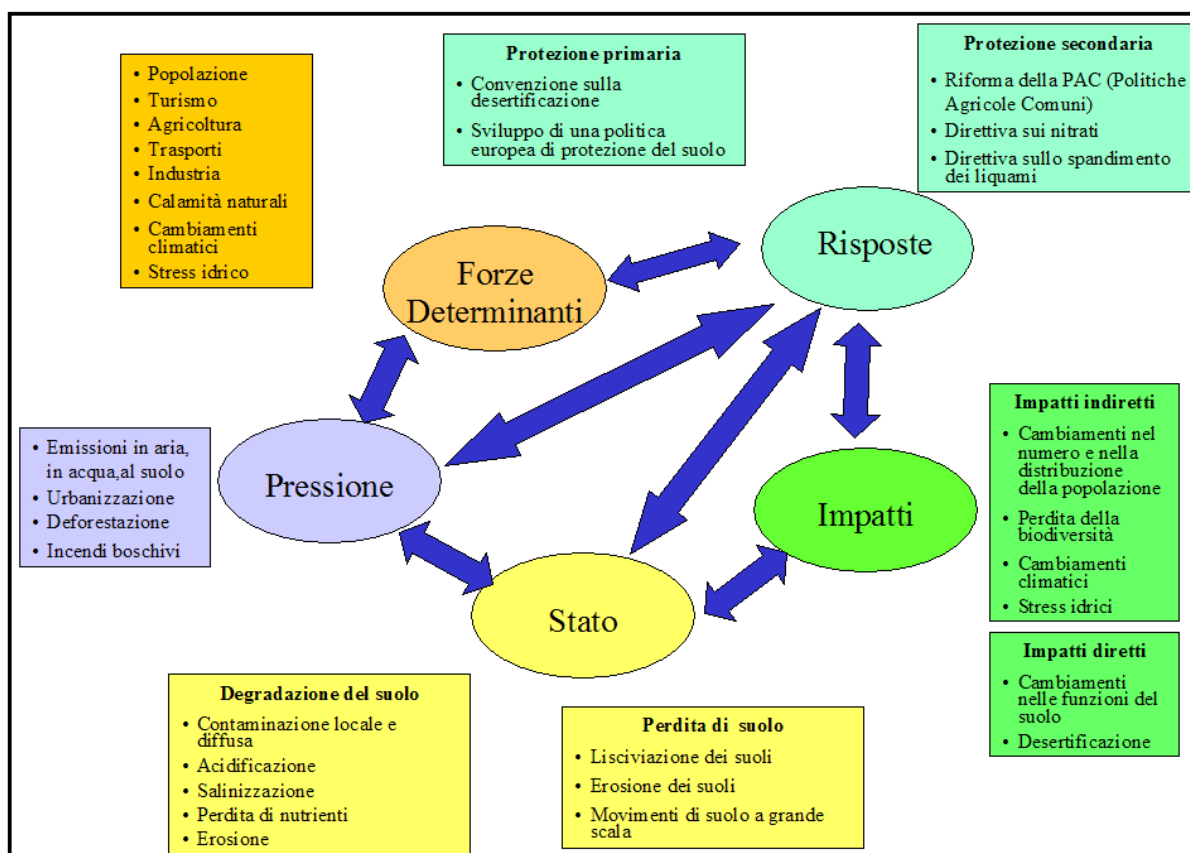 • Popolazione
• Turismo
• Agricoltura
• Trasporti
• Industria
• Calamità naturali
• Cambiamenti
climatici
• Stress idrico
Protezione primaria
• Convenzione sulla
desertificazione
• Sviluppo di una politica
europea di protezione del suolo
Protezione secondaria
• Riforma della PAC (Politiche
Agricole Comuni)
• Direttiva sui nitrati
• Direttiva sullo spandimento
dei liquami
Forze
Determinanti
Risposte
• Emissioni in aria,
in acqua,al suolo
• Urbanizzazione
• Deforestazione
• Incendi boschivi
Pressione
Impatti
Stato
Impatti indiretti
• Cambiamenti nel
numero e nella
distribuzione
della popolazione
• Perdita della
biodiversità
• Cambiamenti
climatici
• Stress idrici
Impatti diretti
• Cambiamenti
nelle funzioni del
suolo
• Desertificazione
Degradazione del suolo
• Contaminazione locale e
diffusa
• Acidificazione
• Salinizzazione
• Perdita di nutrienti
• Erosione
Perdita di suolo
• Lisciviazione dei suoli
• Erosione dei suoli
• Movimenti di suolo a grande
scala